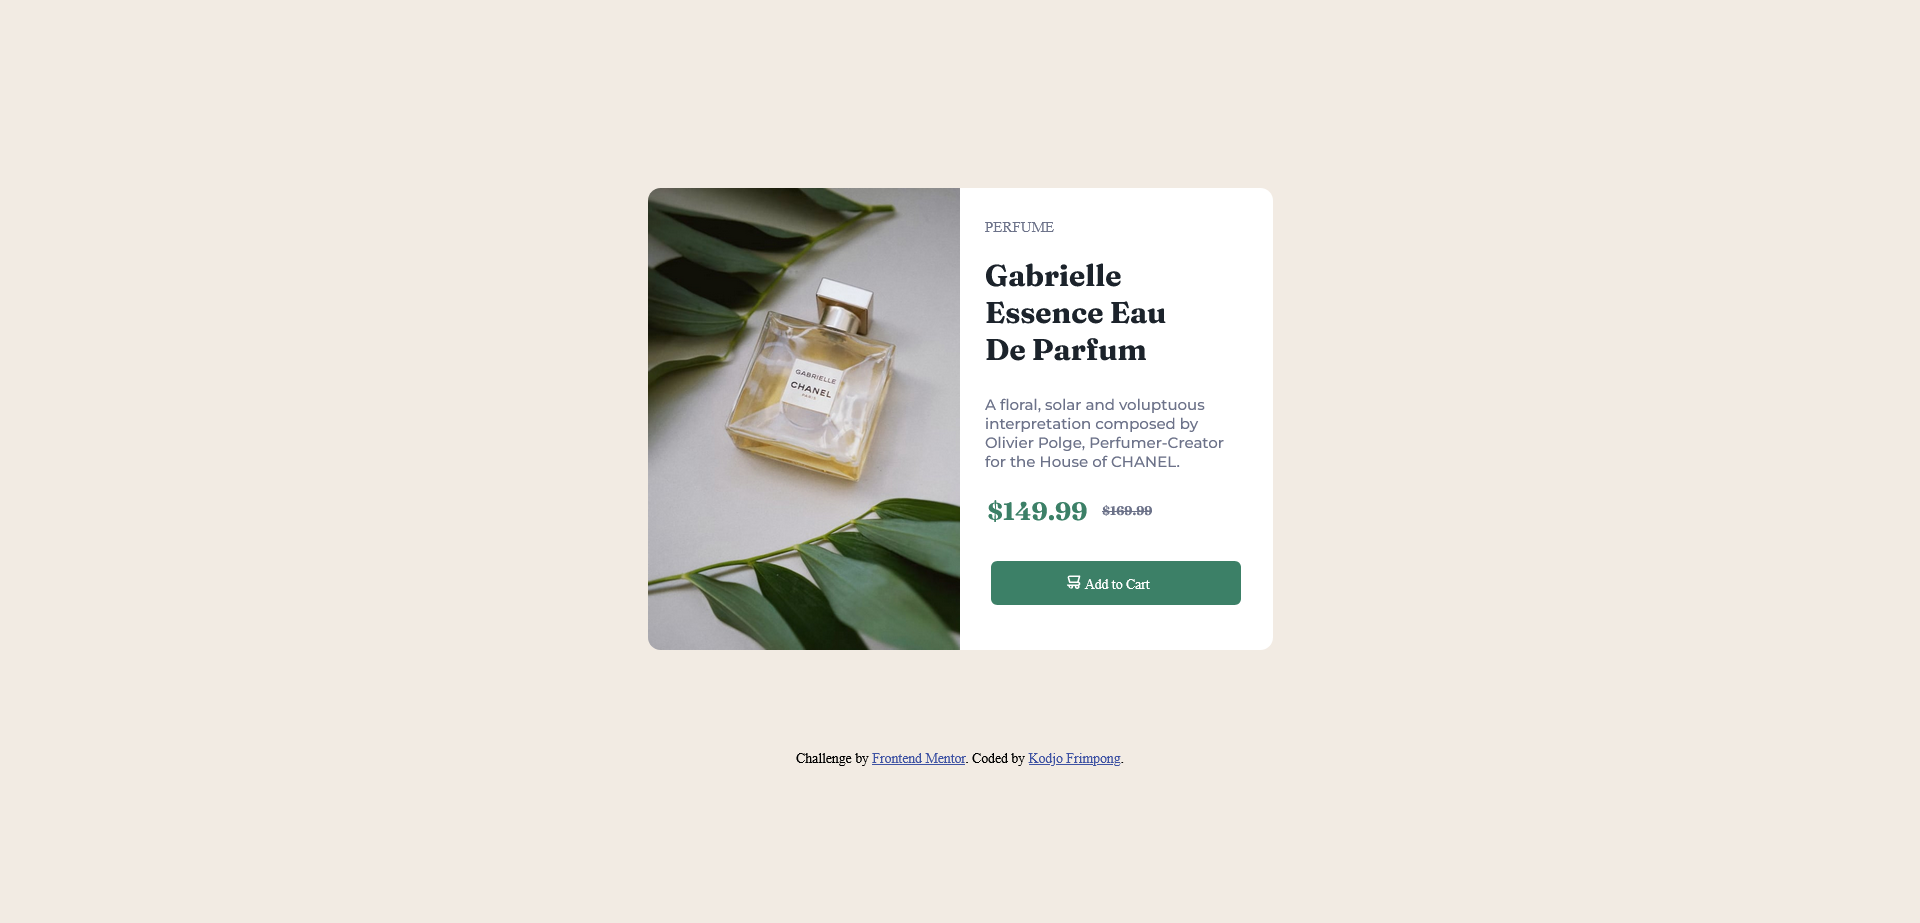 GABRIELLE
CHANEL
PARIS
PERFUME
Gabrielle
Essence Eau
De Parfum
A floral, solar and voluptuous
interpretation composed by
Olivier Polge, Perfumer-Creator
for the House of CHANEL.
$149.99 $169.99
Add to Cart
Challenge by Frontend Mentor. Coded by Kodjo Frimpong.